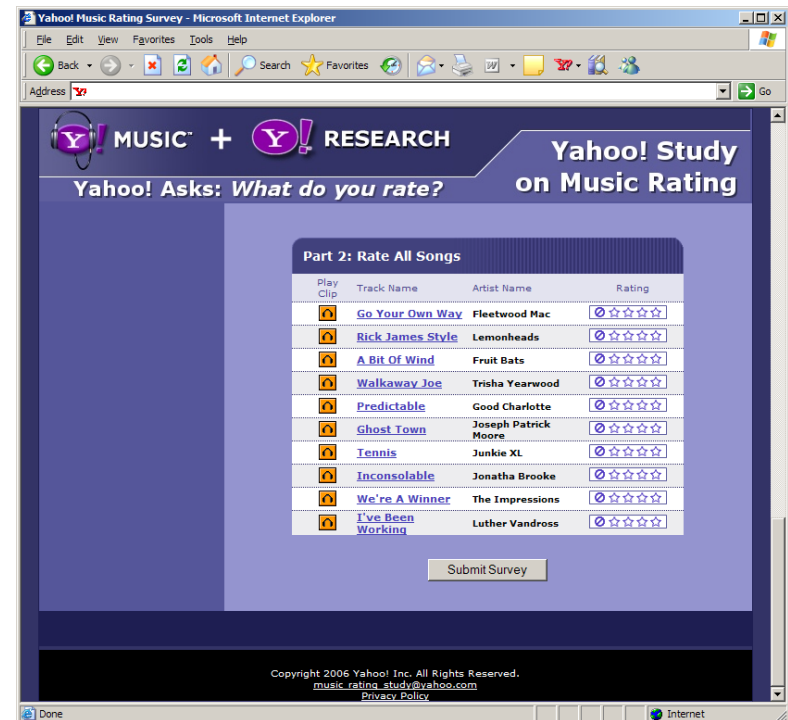 Yahoo! Music Rating Survey - Microsoft Internet Explorer
File Edit View Favorites Tools Help
Back Search Favorites
Address Go
Y! MUSIC™ + Y! RESEARCH
Yahoo! Study
on Music Rating
Yahoo! Asks: What do you rate?
Part 2: Rate All Songs
Play Clip Track Name Artist Name Rating
Go Your Own Way Fleetwood Mac
Rick James Style Lemonheads
A Bit Of Wind Fruit Bats
Walkaway Joe Trisha Yearwood
Predictable Good Charlotte
Ghost Town Joseph Patrick Moore
Tennis Junkie XL
Inconsolable Jonatha Brooke
We're A Winner The Impressions
I've Been Working Luther Vandross
Submit Survey
Copyright 2006 Yahoo! Inc. All Rights Reserved.
music_rating_study@yahoo.com
Privacy Policy
Done Internet